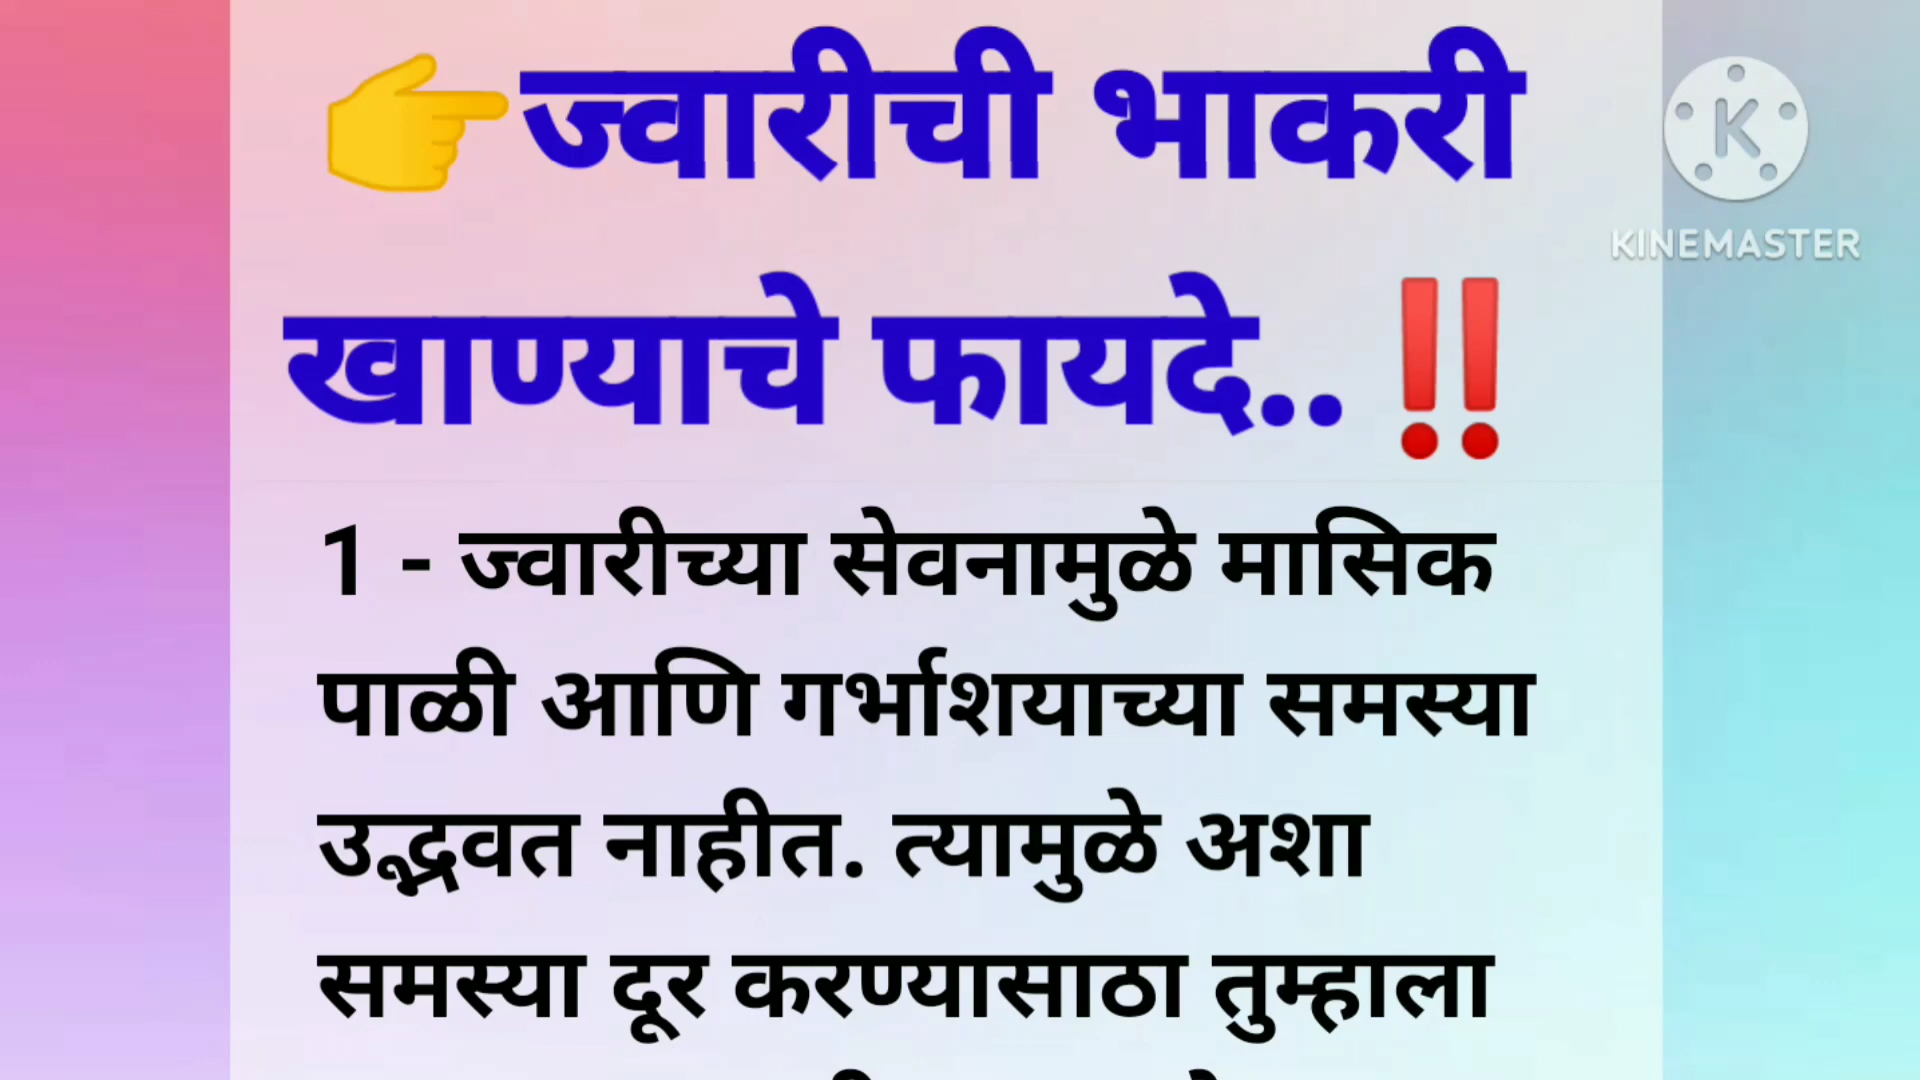 👉ज्वारीची भाकरी
खाण्याचे फायदे..‼️
KINEMASTER
1 - ज्वारीच्या सेवनामुळे मासिक
पाळी आणि गर्भाशयाच्या समस्या
उद्भवत नाहीत. त्यामुळे अशा
समस्या दूर करण्यासाठा तुम्हाला